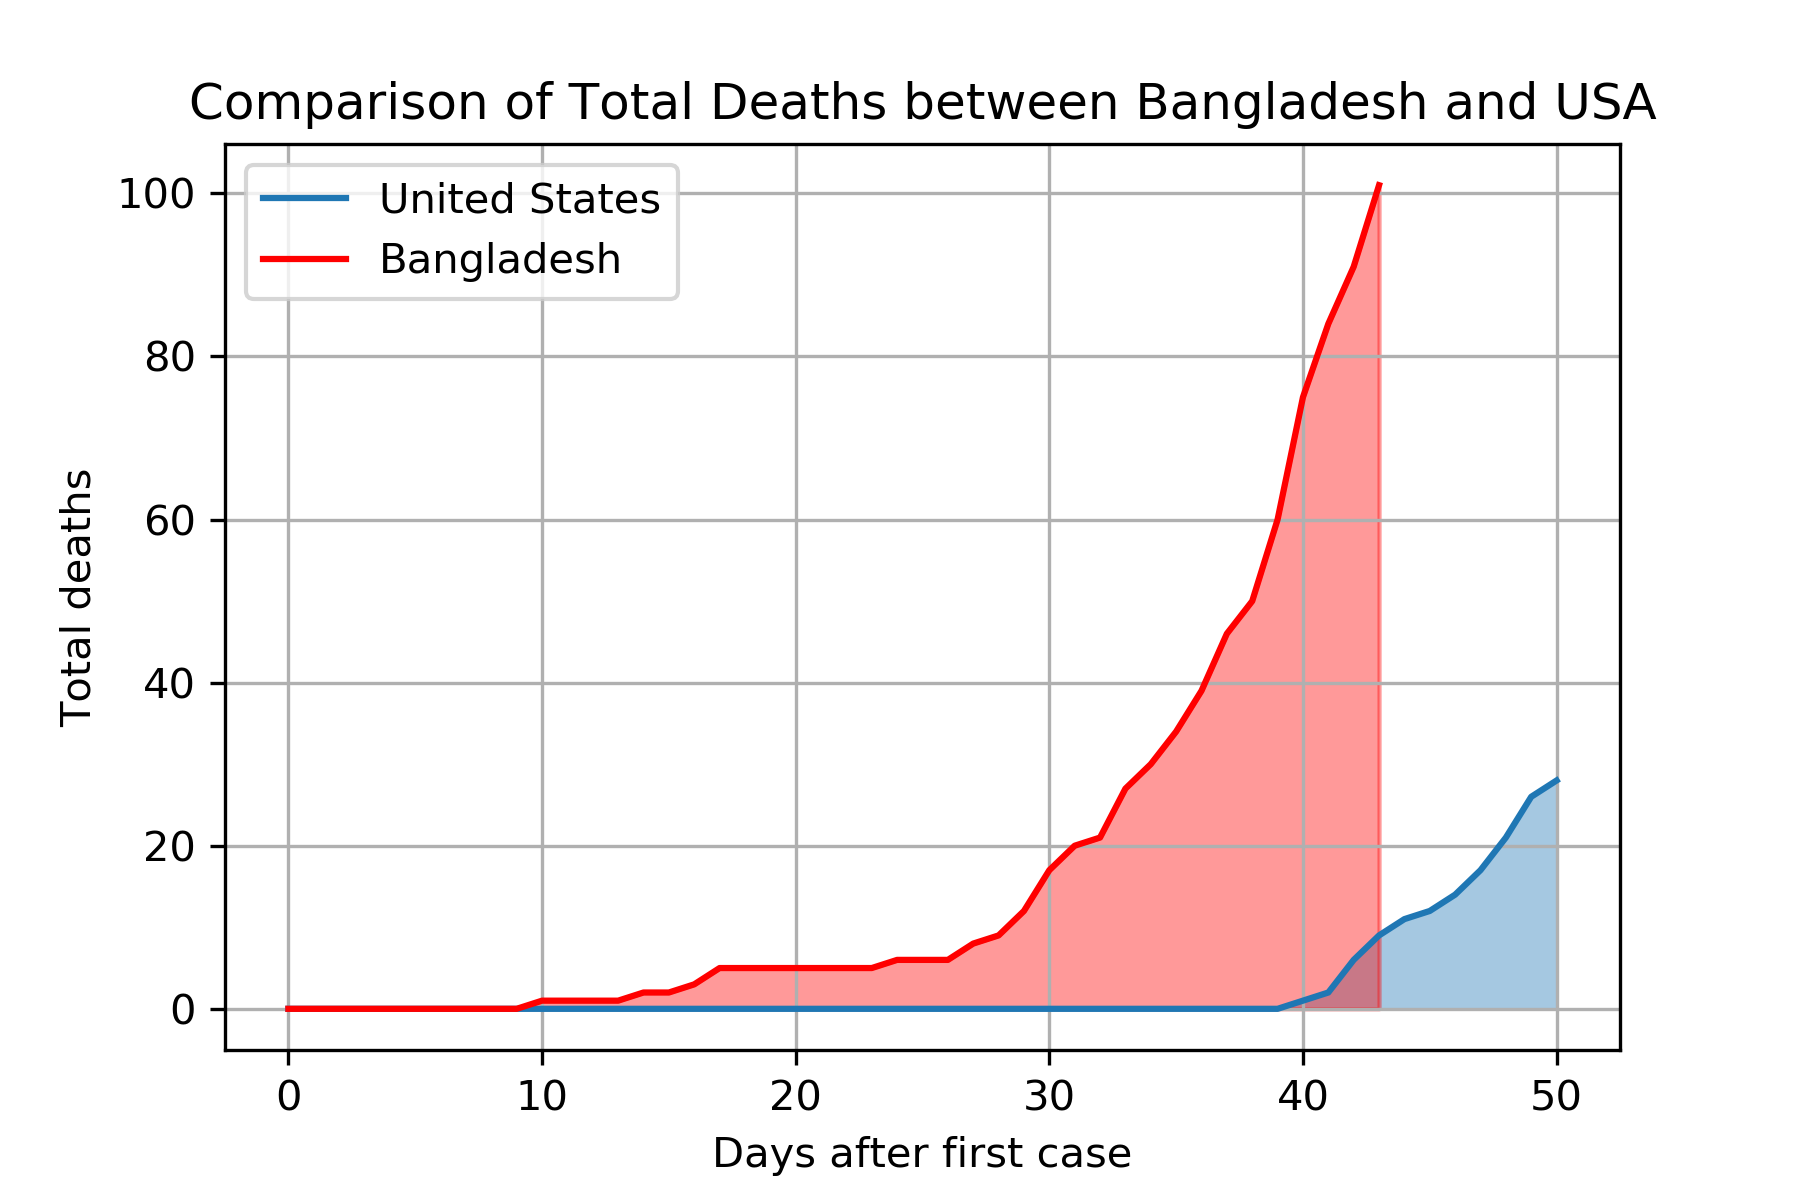 Comparison of Total Deaths between Bangladesh and USA
United States
Bangladesh
100
80
60
40
20
0
Total deaths
0 10 20 30 40 50
Days after first case